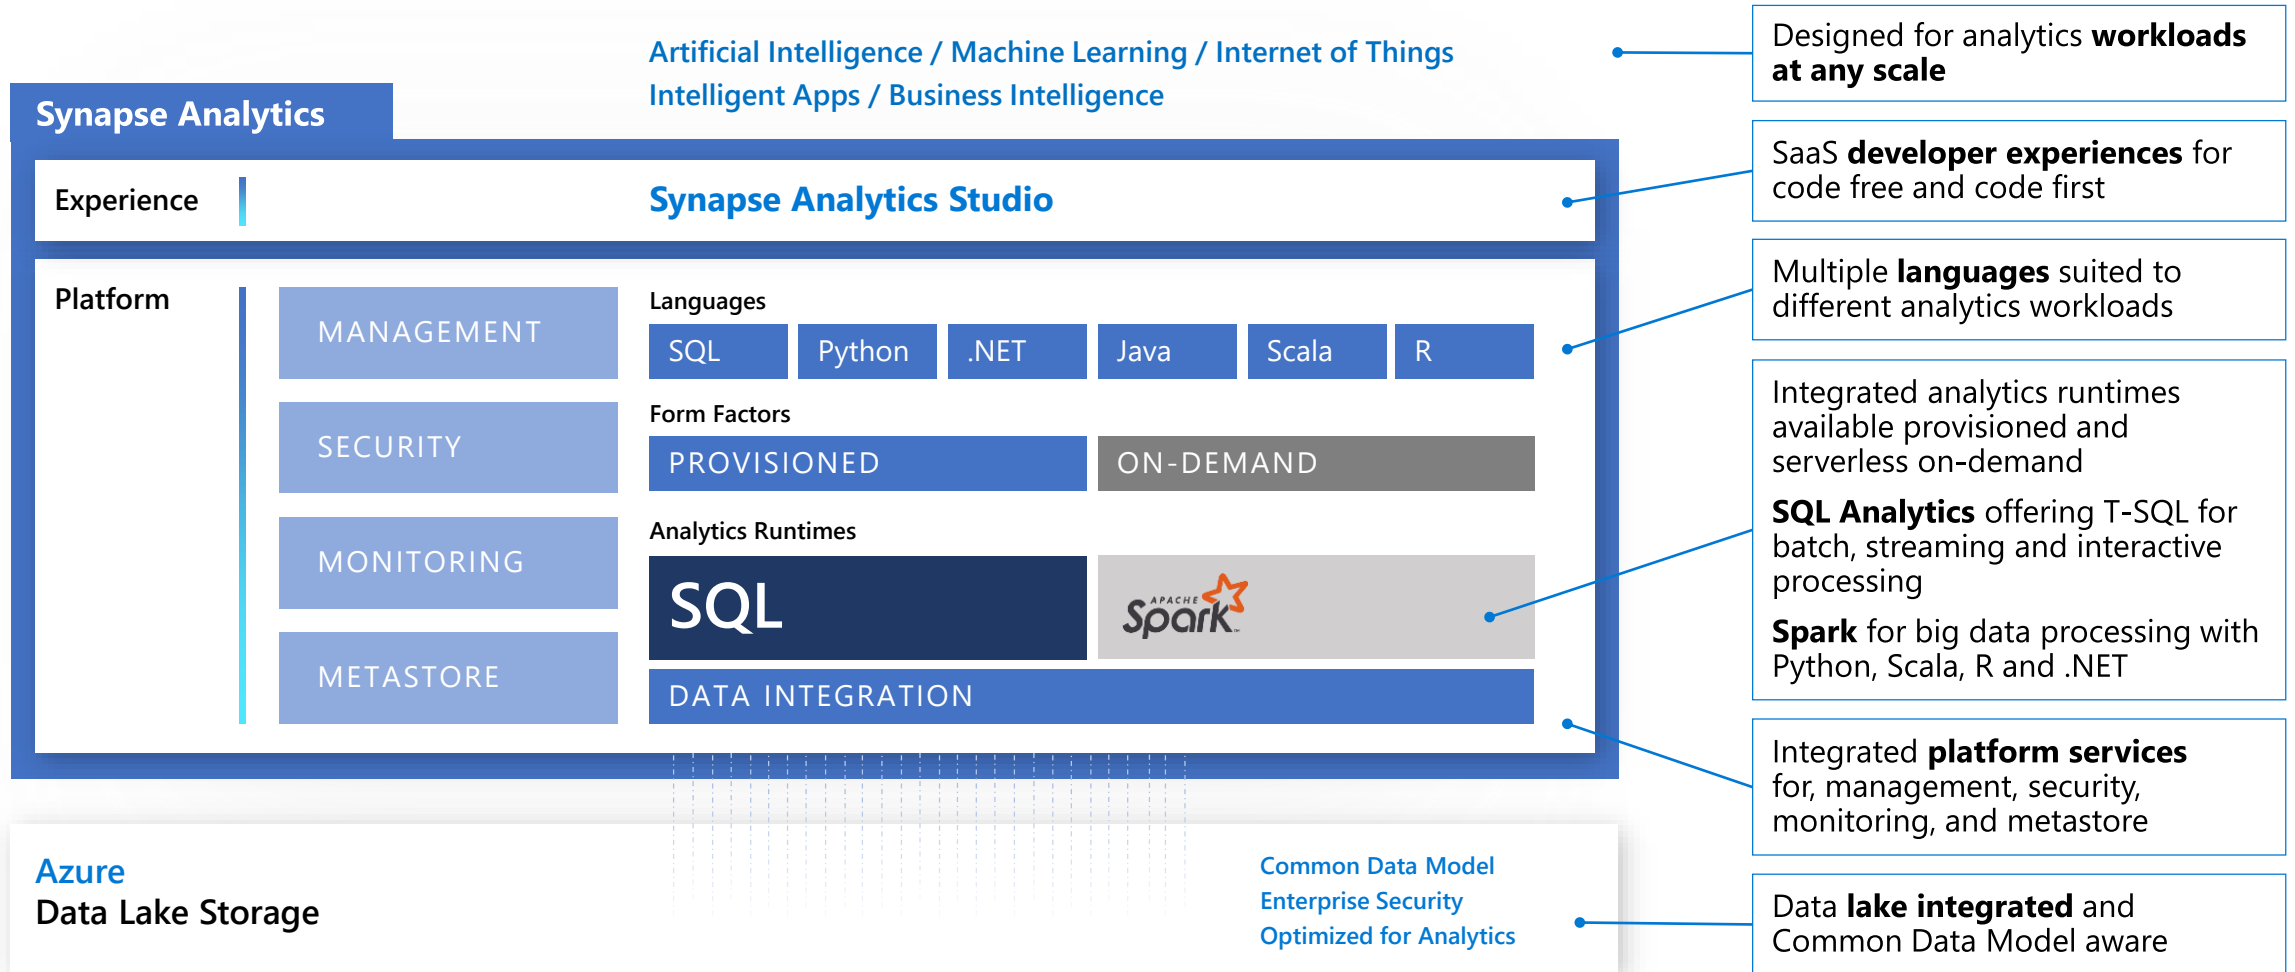 Artificial Intelligence / Machine Learning / Internet of Things
Intelligent Apps / Business Intelligence
Synapse Analytics
Experience
Synapse Analytics Studio
Platform
MANAGEMENT
SECURITY
MONITORING
METASTORE
Languages
SQL
Python
.NET
Java
Scala
R
Form Factors
PROVISIONED
ON-DEMAND
Analytics Runtimes
SQL
APACHE
Spark
DATA INTEGRATION
Azure
Data Lake Storage
Common Data Model
Enterprise Security
Optimized for Analytics
Designed for analytics workloads
at any scale
SaaS developer experiences for
code free and code first
Multiple languages suited to
different analytics workloads
Integrated analytics runtimes
available provisioned and
serverless on-demand
SQL Analytics offering T-SQL for
batch, streaming and interactive
processing
Spark for big data processing with
Python, Scala, R and .NET
Integrated platform services
for, management, security,
monitoring, and metastore
Data lake integrated and
Common Data Model aware